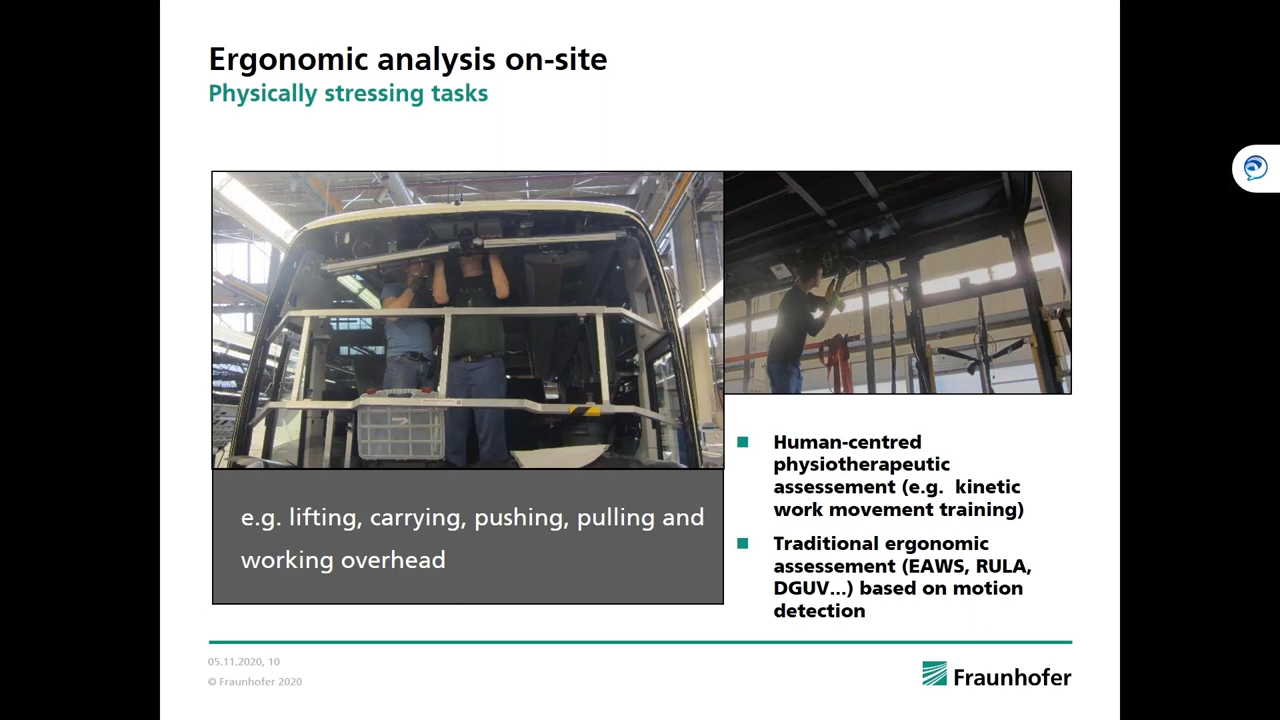 Ergonomic analysis on-site
Physically stressing tasks
e.g. lifting, carrying, pushing, pulling and
working overhead
Human-centred
physiotherapeutic
assessement (e.g.  kinetic
work movement training)
Traditional ergonomic
assessement (EAWS, RULA,
DGUV...) based on motion
detection
05.11.2020, 10
© Fraunhofer 2020
Fraunhofer